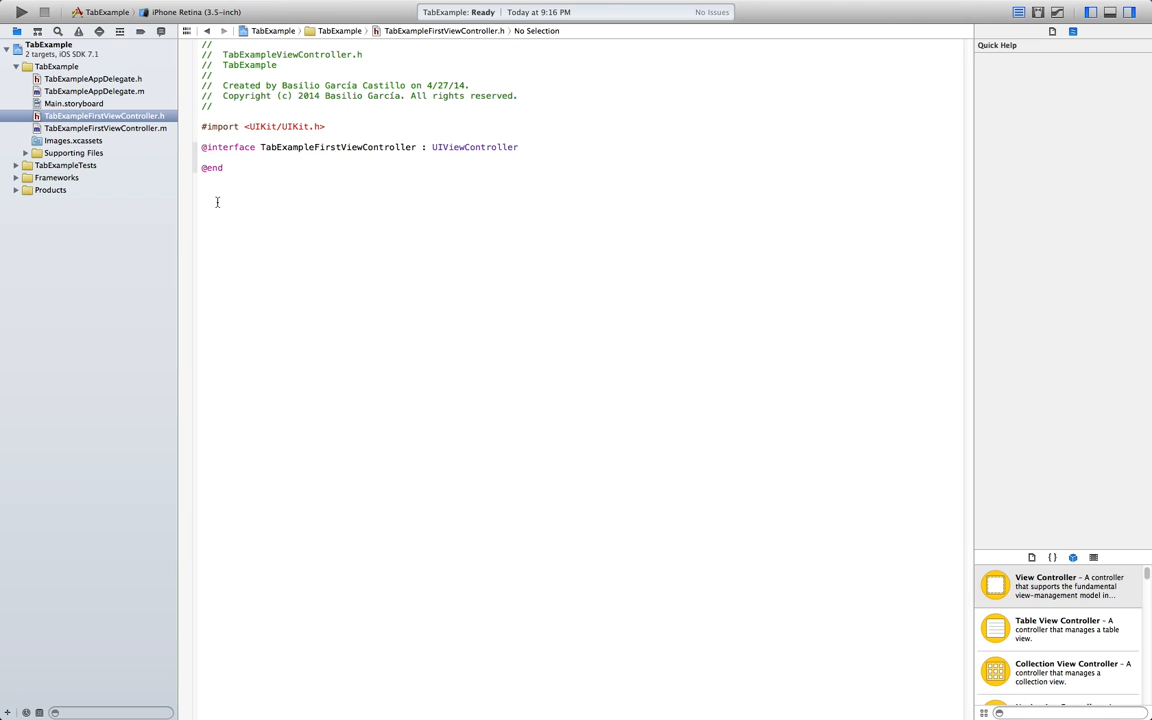 TabExample
iPhone Retina (3.5-inch)
TabExample: Ready
Today at 9:16 PM
No Issues
TabExample
TabExample
TabExampleFirstViewController.h
No Selection
TabExample
2 targets, iOS SDK 7.1
TabExample
TabExampleAppDelegate.h
TabExampleAppDelegate.m
Main.storyboard
TabExampleFirstViewController.h
TabExampleFirstViewController.m
Images.xcassets
Supporting Files
TabExampleTests
Frameworks
Products
//
//  TabExampleViewController.h
//  TabExample
//
//  Created by Basilio García Castillo on 4/27/14.
//  Copyright (c) 2014 Basilio García. All rights reserved.
//
#import <UIKit/UIKit.h>
@interface TabExampleFirstViewController : UIViewController
@end
Quick Help
{ }
View Controller - A controller
that supports the fundamental
view-management model in...
Table View Controller - A
controller that manages a table
view.
Collection View Controller - A
controller that manages a
collection view.